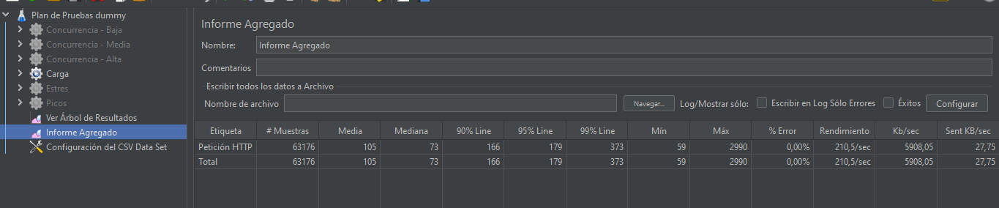 Plan de Pruebas dummy
Concurrencia - Baja
Concurrencia - Media
Concurrencia - Alta
Carga
Estres
Picos
Ver Árbol de Resultados
Informe Agregado
Configuración del CSV Data Set
Informe Agregado
Nombre: Informe Agregado
Comentarios
Escribir todos los datos a Archivo
Nombre de archivo Navegar... Log/Mostrar sólo: Escribir en Log Sólo Errores Éxitos Configurar
Etiqueta # Muestras Media Mediana 90% Line 95% Line 99% Line Mín Máx % Error Rendimiento Kb/sec Sent KB/sec
Petición HTTP 63176 105 73 166 179 373 59 2990 0,00% 210,5/sec 5908,05 27,75
Total 63176 105 73 166 179 373 59 2990 0,00% 210,5/sec 5908,05 27,75